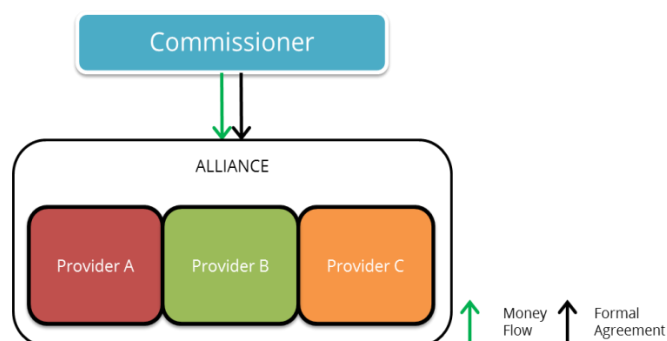 Commissioner
ALLIANCE
Provider A
Provider B
Provider C
Money
Flow
Formal
Agreement